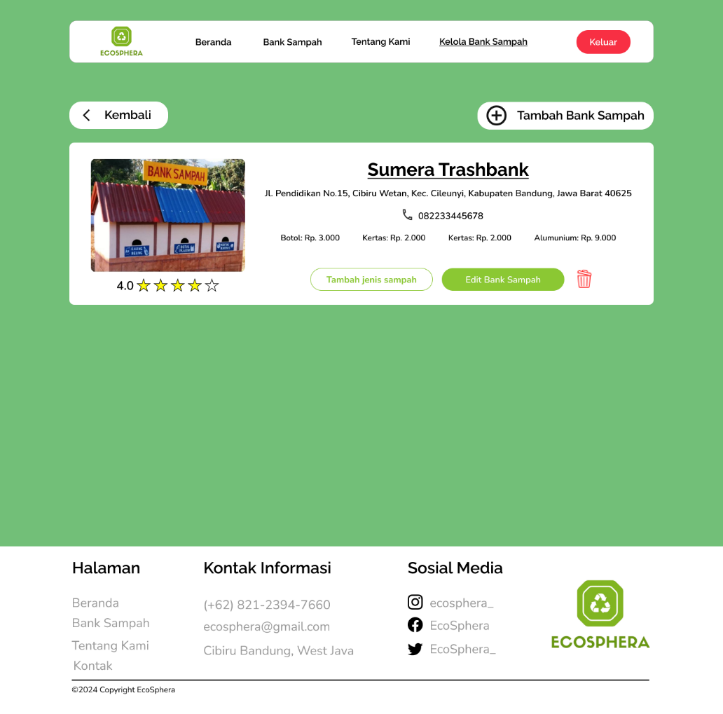 ECOSPHERA
Beranda
Bank Sampah
Tentang Kami
Kelola Bank Sampah
Keluar
Kembali
Tambah Bank Sampah
BANK SAMPAH
Sumera Trashbank
Jl. Pendidikan No.15, Cibiru Wetan, Kec. Cileunyi, Kabupaten Bandung, Jawa Barat 40625
082233445678
Botol: Rp. 3.000
Kertas: Rp. 2.000
Kertas: Rp. 2.000
Alumunium: Rp. 9.000
4.0
Tambah jenis sampah
Edit Bank Sampah
Halaman
Beranda
Bank Sampah
Tentang Kami
Kontak
Kontak Informasi
(+62) 821-2394-7660
ecosphera@gmail.com
Cibiru Bandung, West Java
Sosial Media
ecosphera_
EcoSphera
EcoSphera_
ECOSPHERA
©2024 Copyright EcoSphera